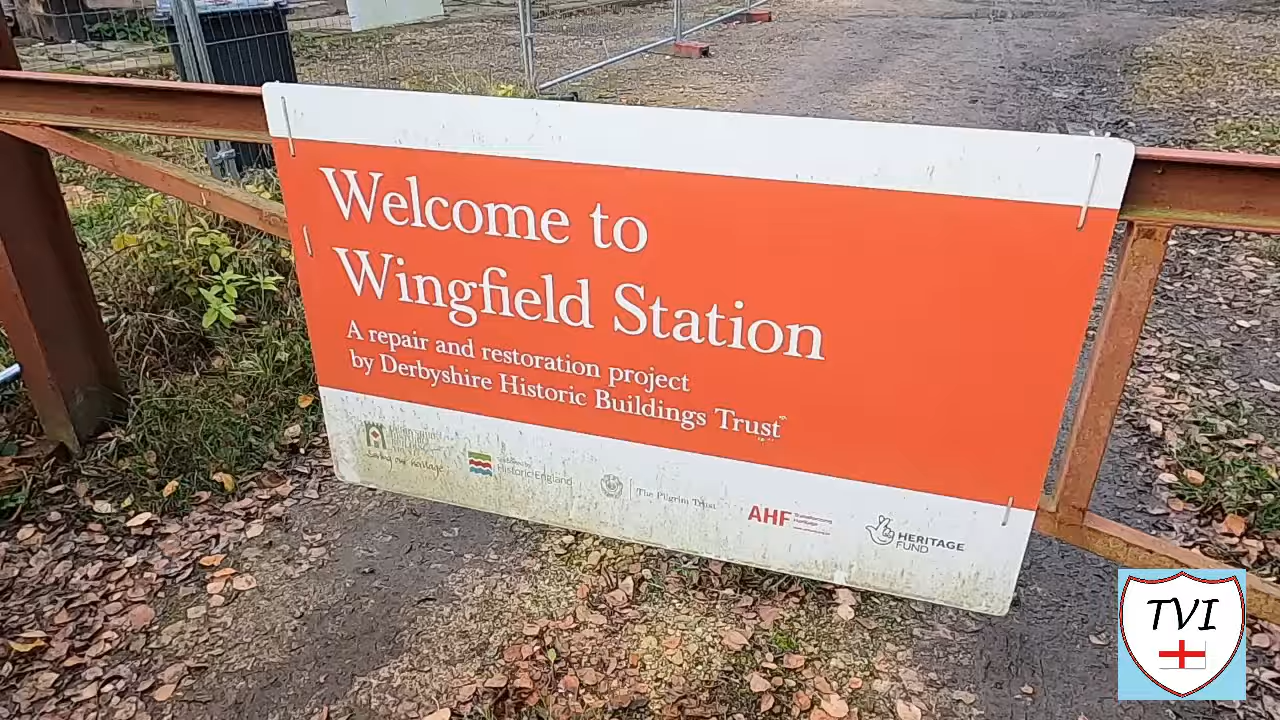 Welcome to
Wingfield Station
A repair and restoration project
by Derbyshire Historic Buildings Trust
Historic England
The Pilgrim Trust
AHF
HERITAGE
FUND
TVI